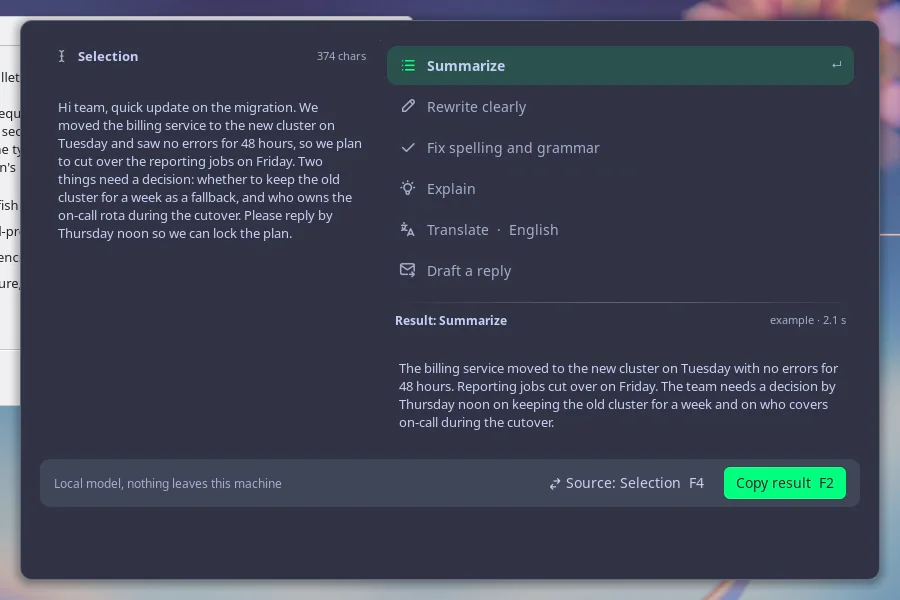 Selection
374 chars
Hi team, quick update on the migration. We
moved the billing service to the new cluster on
Tuesday and saw no errors for 48 hours, so we plan
to cut over the reporting jobs on Friday. Two
things need a decision: whether to keep the old
cluster for a week as a fallback, and who owns the
on-call rota during the cutover. Please reply by
Thursday noon so we can lock the plan.
Summarize
Rewrite clearly
Fix spelling and grammar
Explain
Translate · English
Draft a reply
Result: Summarize
example · 2.1 s
The billing service moved to the new cluster on Tuesday with no errors for
48 hours. Reporting jobs cut over on Friday. The team needs a decision by
Thursday noon on keeping the old cluster for a week and on who covers
on-call during the cutover.
Local model, nothing leaves this machine
Source: Selection F4
Copy result F2